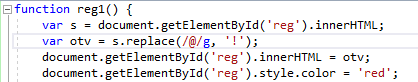 function reg1() {
var s = document.getElementById('reg').innerHTML;
var otv = s.replace(/@/g, '!');
document.getElementById('reg').innerHTML = otv;
document.getElementById('reg').style.color = 'red';